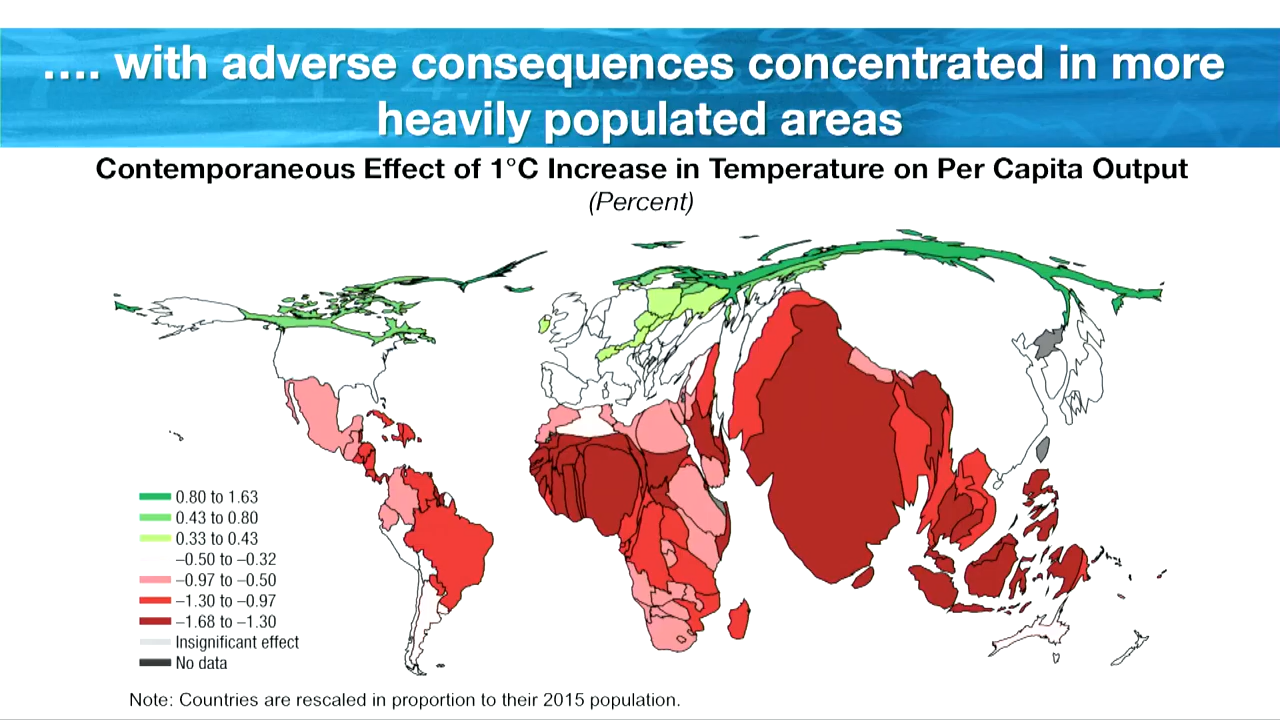 .... with adverse consequences concentrated in more
heavily populated areas
Contemporaneous Effect of 1°C Increase in Temperature on Per Capita Output
(Percent)
0.80 to 1.63
0.43 to 0.80
0.33 to 0.43
–0.50 to –0.32
–0.97 to –0.50
–1.30 to –0.97
–1.68 to –1.30
Insignificant effect
No data
Note: Countries are rescaled in proportion to their 2015 population.